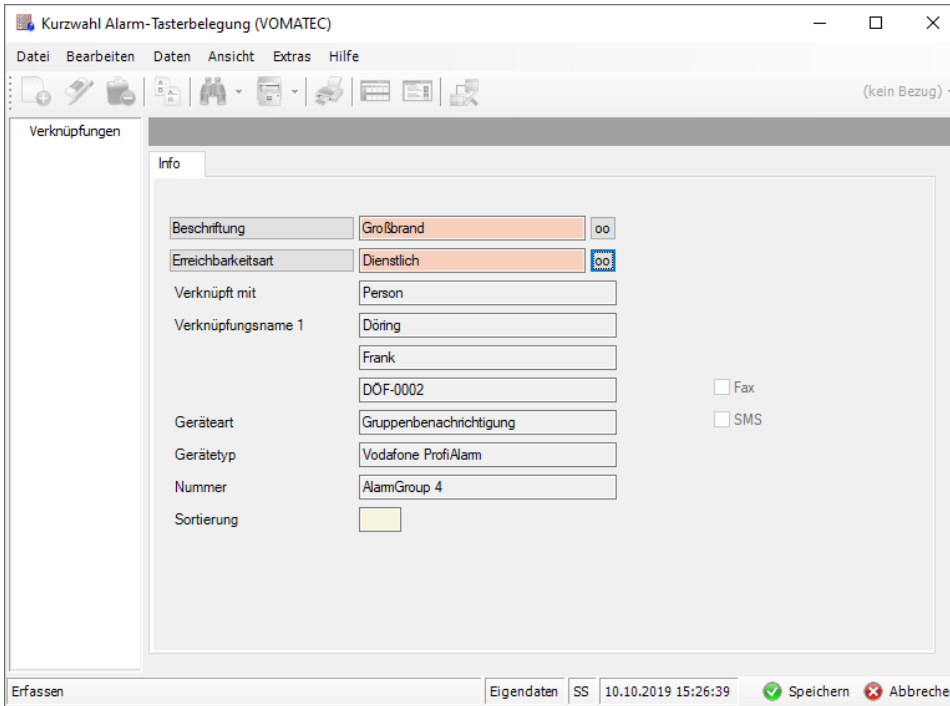 Kurzwahl Alarm-Tasterbelegung (VOMATEC)
Datei Bearbeiten Daten Ansicht Extras Hilfe
(kein Bezug)
Verknüpfungen
Info
Beschriftung Großbrand oo
Erreichbarkeitsart Dienstlich oo
Verknüpft mit Person
Verknüpfungsname 1 Döring
Frank
DÖF-0002 Fax
Geräteart Gruppenbenachrichtigung SMS
Gerätetyp Vodafone ProfiAlarm
Nummer AlarmGroup 4
Sortierung
Erfassen Eigendaten SS 10.10.2019 15:26:39 Speichern Abbreche